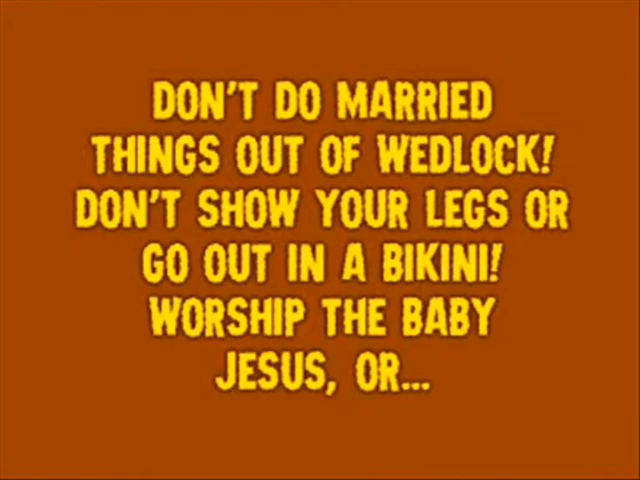 DON'T DO MARRIED
THINGS OUT OF WEDLOCK!
DON'T SHOW YOUR LEGS OR
GO OUT IN A BIKINI!
WORSHIP THE BABY
JESUS, OR...